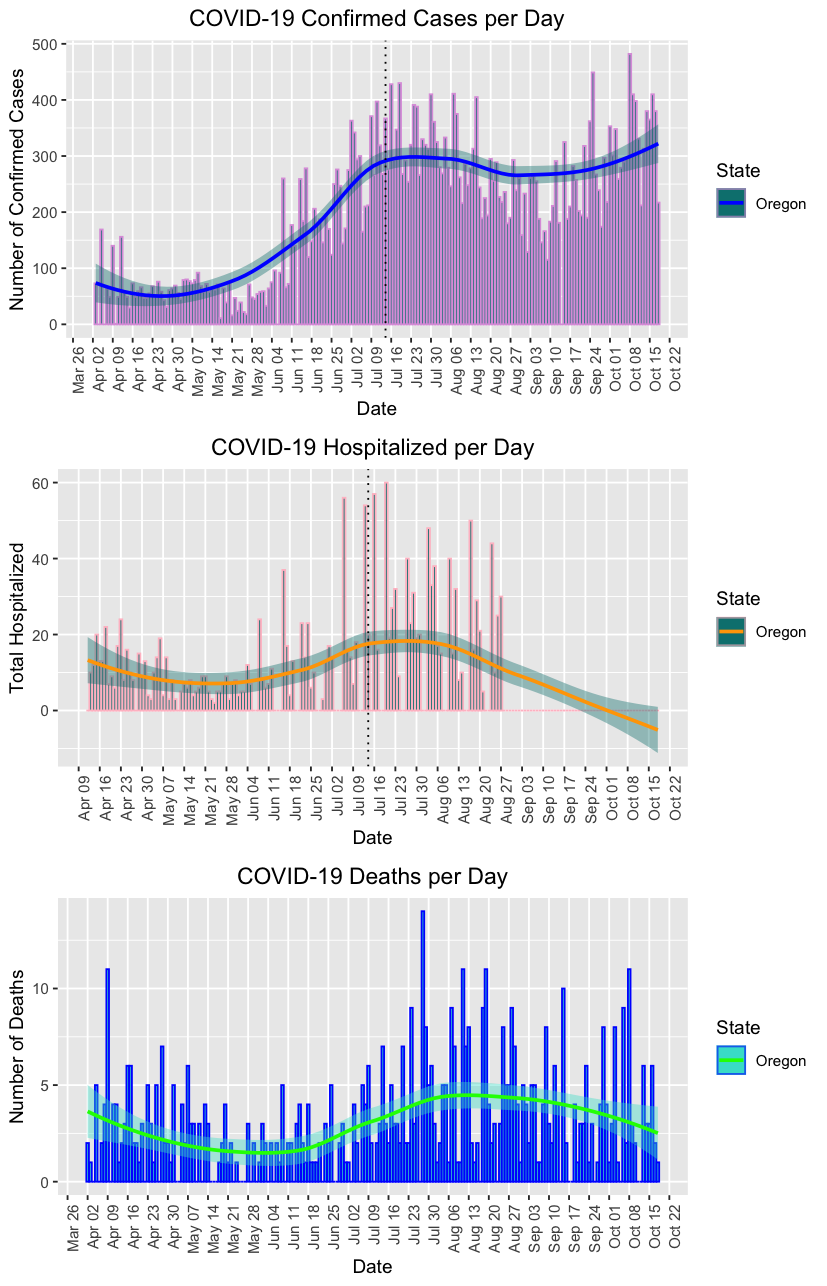 COVID-19 Confirmed Cases per Day
Number of Confirmed Cases
500
400
300
200
100
0
Mar 26
Apr 02
Apr 09
Apr 16
Apr 23
Apr 30
May 07
May 14
May 21
May 28
Jun 04
Jun 11
Jun 18
Jun 25
Jul 02
Jul 09
Jul 16
Jul 23
Jul 30
Aug 06
Aug 13
Aug 20
Aug 27
Sep 03
Sep 10
Sep 17
Sep 24
Oct 01
Oct 08
Oct 15
Oct 22
Date
State
Oregon
COVID-19 Hospitalized per Day
Total Hospitalized
60
40
20
0
Apr 09
Apr 16
Apr 23
Apr 30
May 07
May 14
May 21
May 28
Jun 04
Jun 11
Jun 18
Jun 25
Jul 02
Jul 09
Jul 16
Jul 23
Jul 30
Aug 06
Aug 13
Aug 20
Aug 27
Sep 03
Sep 10
Sep 17
Sep 24
Oct 01
Oct 08
Oct 15
Oct 22
Date
State
Oregon
COVID-19 Deaths per Day
Number of Deaths
10
5
0
Mar 26
Apr 02
Apr 09
Apr 16
Apr 23
Apr 30
May 07
May 14
May 21
May 28
Jun 04
Jun 11
Jun 18
Jun 25
Jul 02
Jul 09
Jul 16
Jul 23
Jul 30
Aug 06
Aug 13
Aug 20
Aug 27
Sep 03
Sep 10
Sep 17
Sep 24
Oct 01
Oct 08
Oct 15
Oct 22
Date
State
Oregon